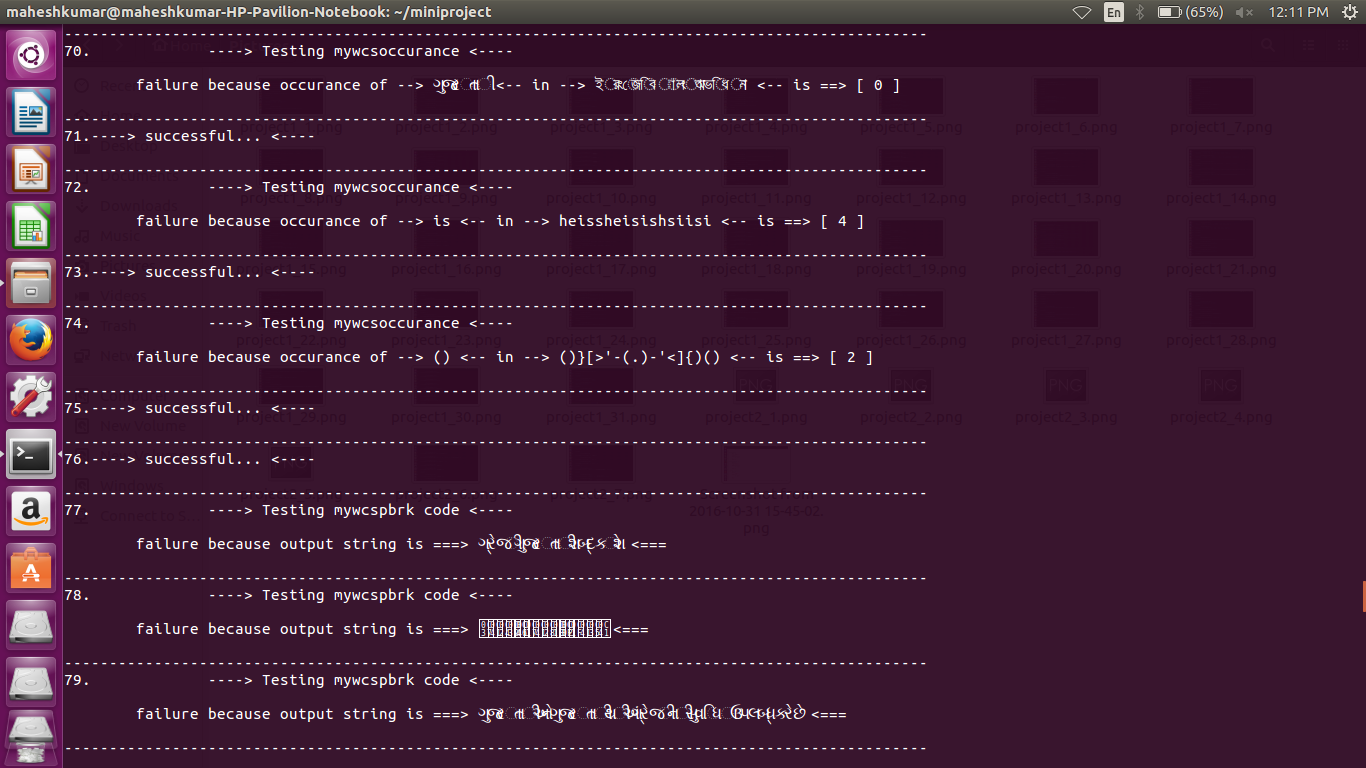 maheshkumar@maheshkumar-HP-Pavilion-Notebook: ~/miniproject
En (65%) 12:11 PM
--------------------------------------------------------------------------------
70. ----> Testing mywcsoccurance <----
failure because occurance of --> ગુજરાતી<-- in --> <-- is ==> [ 0 ]
--------------------------------------------------------------------------------
71.----> successful... <----
--------------------------------------------------------------------------------
72. ----> Testing mywcsoccurance <----
failure because occurance of --> is <-- in --> heissheisishsiisi <-- is ==> [ 4 ]
--------------------------------------------------------------------------------
73.----> successful... <----
--------------------------------------------------------------------------------
74. ----> Testing mywcsoccurance <----
failure because occurance of --> () <-- in --> ()}[>'-(.)-'<]{)() <-- is ==> [ 2 ]
--------------------------------------------------------------------------------
75.----> successful... <----
--------------------------------------------------------------------------------
76.----> successful... <----
--------------------------------------------------------------------------------
77. ----> Testing mywcspbrk code <----
failure because output string is ===> ગ્રેજીગુજરાતીશબ્દકોશ <===
--------------------------------------------------------------------------------
78. ----> Testing mywcspbrk code <----
failure because output string is ===> <===
--------------------------------------------------------------------------------
79. ----> Testing mywcspbrk code <----
failure because output string is ===> <===
--------------------------------------------------------------------------------